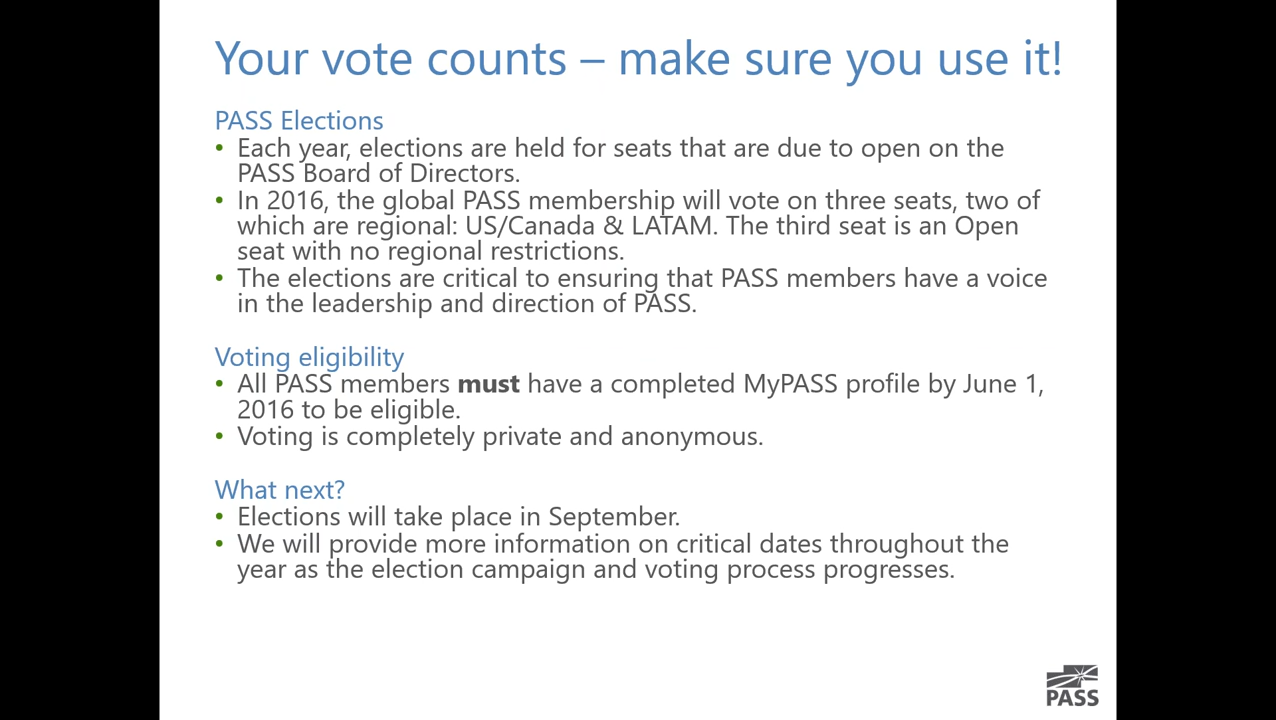 Your vote counts – make sure you use it!
PASS Elections
• Each year, elections are held for seats that are due to open on the
PASS Board of Directors.
• In 2016, the global PASS membership will vote on three seats, two of
which are regional: US/Canada & LATAM. The third seat is an Open
seat with no regional restrictions.
• The elections are critical to ensuring that PASS members have a voice
in the leadership and direction of PASS.
Voting eligibility
• All PASS members must have a completed MyPASS profile by June 1,
2016 to be eligible.
• Voting is completely private and anonymous.
What next?
• Elections will take place in September.
• We will provide more information on critical dates throughout the
year as the election campaign and voting process progresses.
PASS